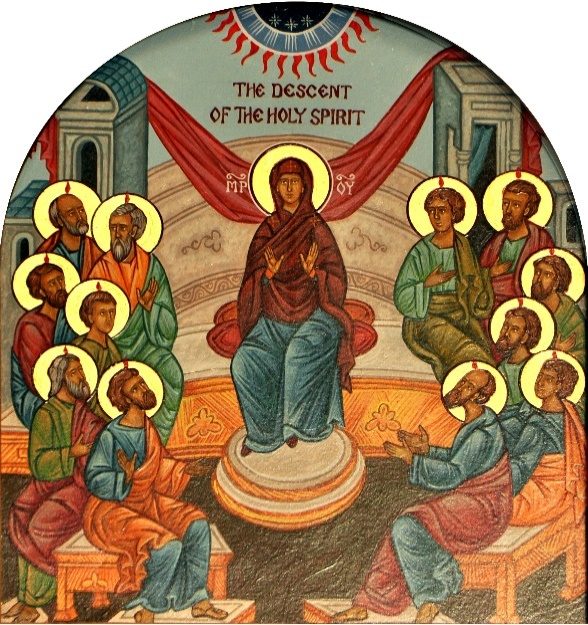 THE DESCENT
OF THE HOLY SPIRIT
ΜΡ ΘΥ